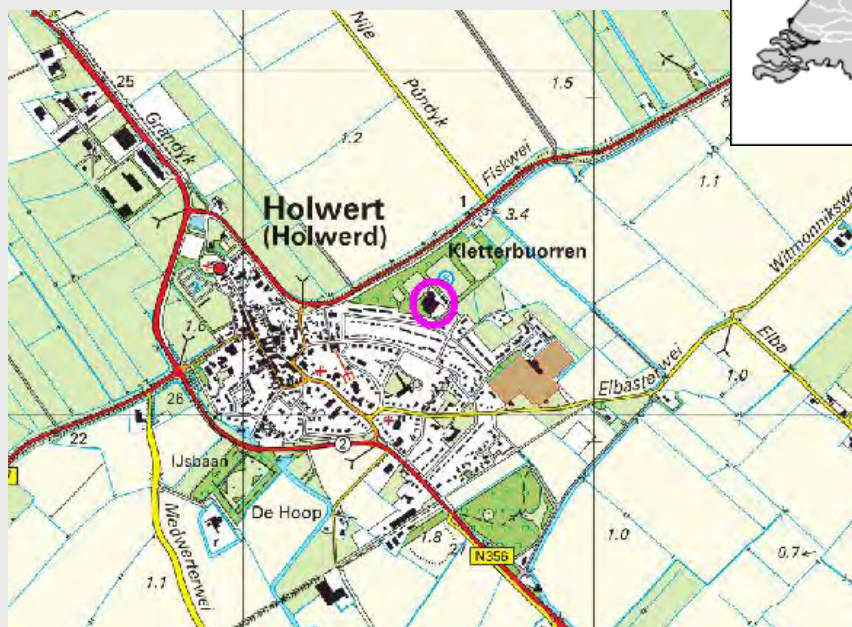 Nije
Púndyk
1.5
25
Grandyk
1.2
1.1
Fiskwei
1
3.4
Holwert
(Holwerd)
Kletterbuorren
Witmonnikswei
1.6
Elba
Elbasterwei
1.0
26
22
2
IJsbaan
De Hoop
1.8
N356
Medwerterwei
1.1
1.0
0.7